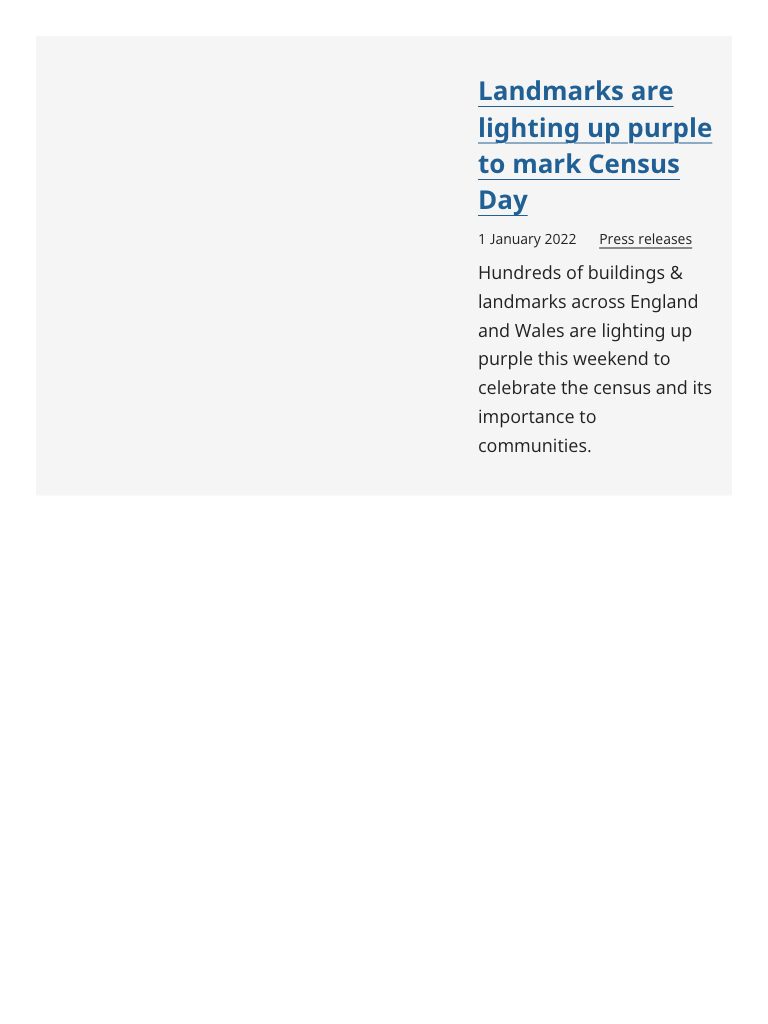 Landmarks are
lighting up purple
to mark Census
Day
1 January 2022 Press releases
Hundreds of buildings &
landmarks across England
and Wales are lighting up
purple this weekend to
celebrate the census and its
importance to
communities.